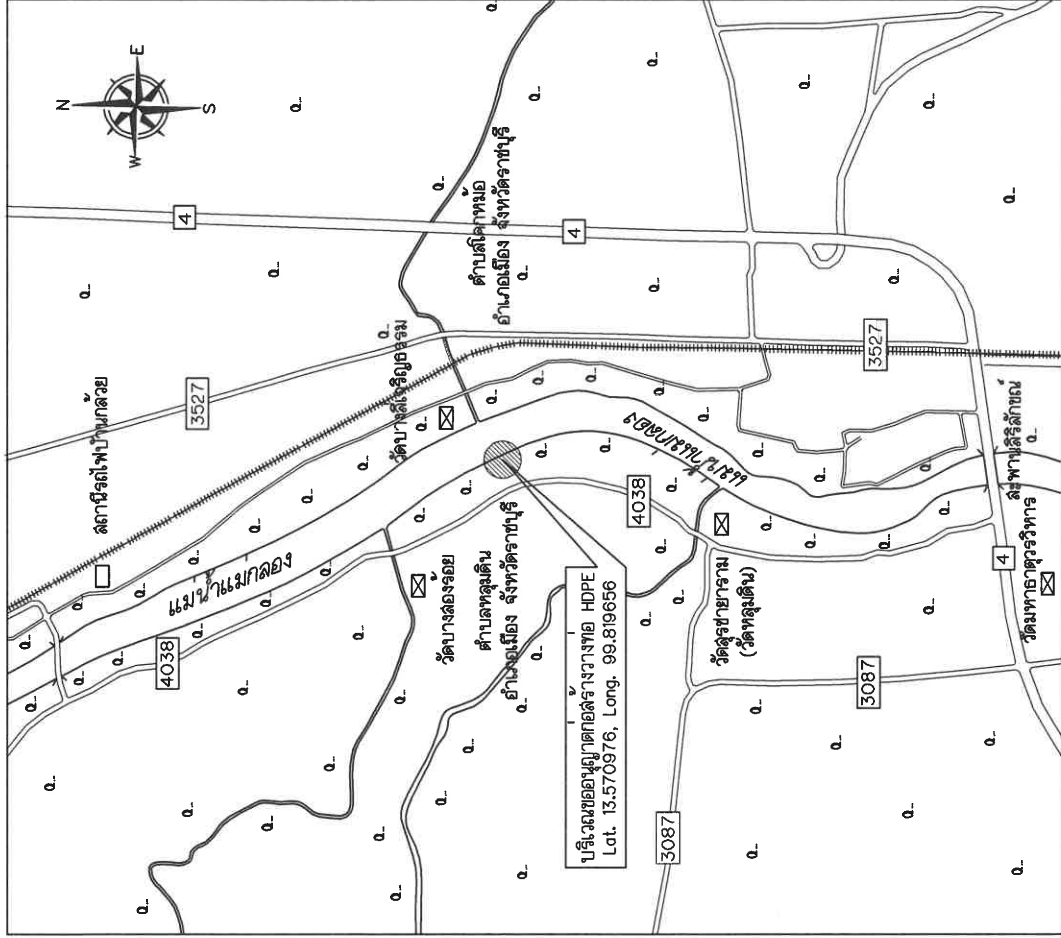 N
W
E
S
สถานีรถไฟบ้านกล้วย
3527
4
แม่น้ำแม่กลอง
4038
วัดบางลี่เจริญธรรม
ตำบลโคกหม้อ
อำเภอเมือง จังหวัดราชบุรี
4
วัดบางสองร้อย
ตำบลหลุมดิน
อำเภอเมือง จังหวัดราชบุรี
บริเวณขออนุญาตก่อสร้างวางท่อ HDPE
Lat. 13.570976, Long. 99.819656
4038
แม่น้ำแม่กลอง
วัดสุรชายาราม
(วัดหลุมดิน)
3527
3087
3087
4
สะพานสิริลักขณ์
วัดมหาธาตุวรวิหาร